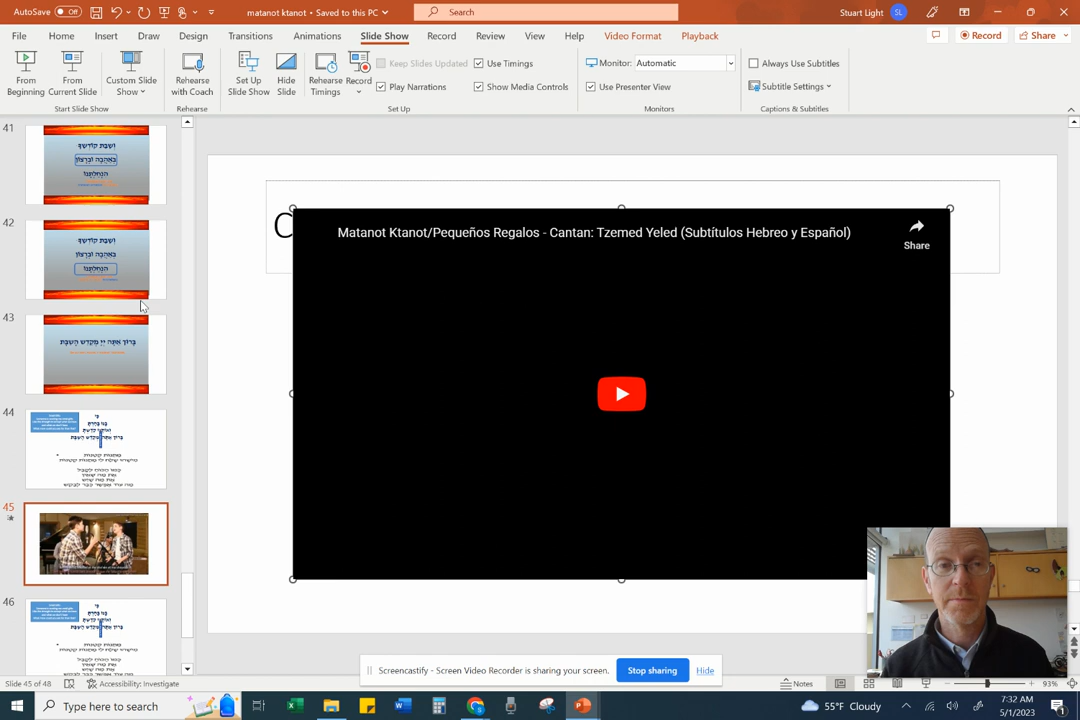 AutoSave Off matanot ktanot • Saved to this PC Search Stuart Light SL
File Home Insert Draw Design Transitions Animations Slide Show Record Review View Help Video Format Playback Record Share
From Beginning
From Current Slide
Custom Slide Show
Rehearse with Coach
Set Up Slide Show
Hide Slide
Rehearse Timings
Record
Keep Slides Updated Use Timings
Play Narrations Show Media Controls
Monitor: Automatic
Use Presenter View
Always Use Subtitles
Subtitle Settings
Start Slide Show Rehearse Set Up Monitors Captions & Subtitles
41
וְשַׁבַּת קָדְשְׁךָ
בְּאַהֲבָה וּבְרָצוֹן
הִנְחַלְתָּנוּ
42
וְשַׁבַּת קָדְשְׁךָ
בְּאַהֲבָה וּבְרָצוֹן
הִנְחַלְתָּנוּ
43
בָּרוּךְ אַתָּה יְיָ מְקַדֵּשׁ הַשַּׁבָּת
44
45
46
C
Matanot Ktanot/Pequeños Regalos - Cantan: Tzemed Yeled (Subtítulos Hebreo y Español)
Share
Screencastify - Screen Video Recorder is sharing your screen. Stop sharing Hide
Slide 45 of 48 Accessibility: Investigate Notes 93%
Type here to search 55°F Cloudy 7:32 AM
5/1/2023